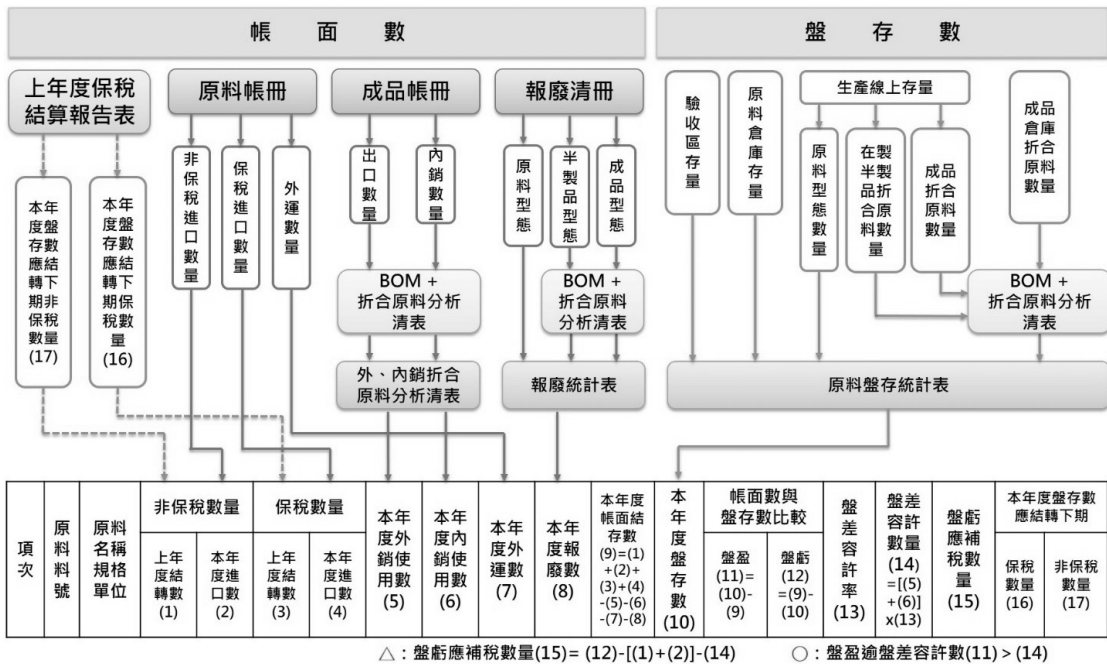 帳面數
盤存數
上年度保稅
結算報告表
原料帳冊
成品帳冊
報廢清冊
驗收區存量
原料倉庫存量
生產線上存量
成品倉庫折合原料數量
非保稅進口數量
保稅進口數量
外運數量
出口數量
內銷數量
原料型態
半製品型態
成品型態
原料型態數量
在製半製品折合原料數量
成品折合原料數量
本年度盤存數應結轉下期非保稅數量
(17)
本年度盤存數應結轉下期保稅數量
(16)
BOM +
折合原料分析
清表
BOM +
折合原料
分析清表
BOM +
折合原料分析
清表
外、內銷折合
原料分析清表
報廢統計表
原料盤存統計表
項次
原料料號
原料
名稱
規格
單位
非保稅數量
上年
度結
轉數
(1)
本年
度進
口數
(2)
保稅數量
上年
度結
轉數
(3)
本年
度進
口數
(4)
本年
度外
銷使
用數
(5)
本年
度內
銷使
用數
(6)
本年
度外
運數
(7)
本年
度報
廢數
(8)
本年度
帳面結
存數
(9)=(1)
+(2)+
(3)+(4)
-(5)-(6)
-(7)-(8)
本年度盤存數
(10)
帳面數與
盤存數比較
盤盈
(11)=
(10)-
(9)
盤虧
(12)
=(9)-
(10)
盤差容許率
(13)
盤差
容許
數量
(14)
=[(5)
+(6)]
x(13)
盤虧
應補
稅數
量
(15)
本年度盤存數
應結轉下期
保稅
數量
(16)
非保稅
數量
(17)
△：盤虧應補稅數量(15)= (12)-[(1)+(2)]-(14)
○：盤盈逾盤差容許數(11) > (14)